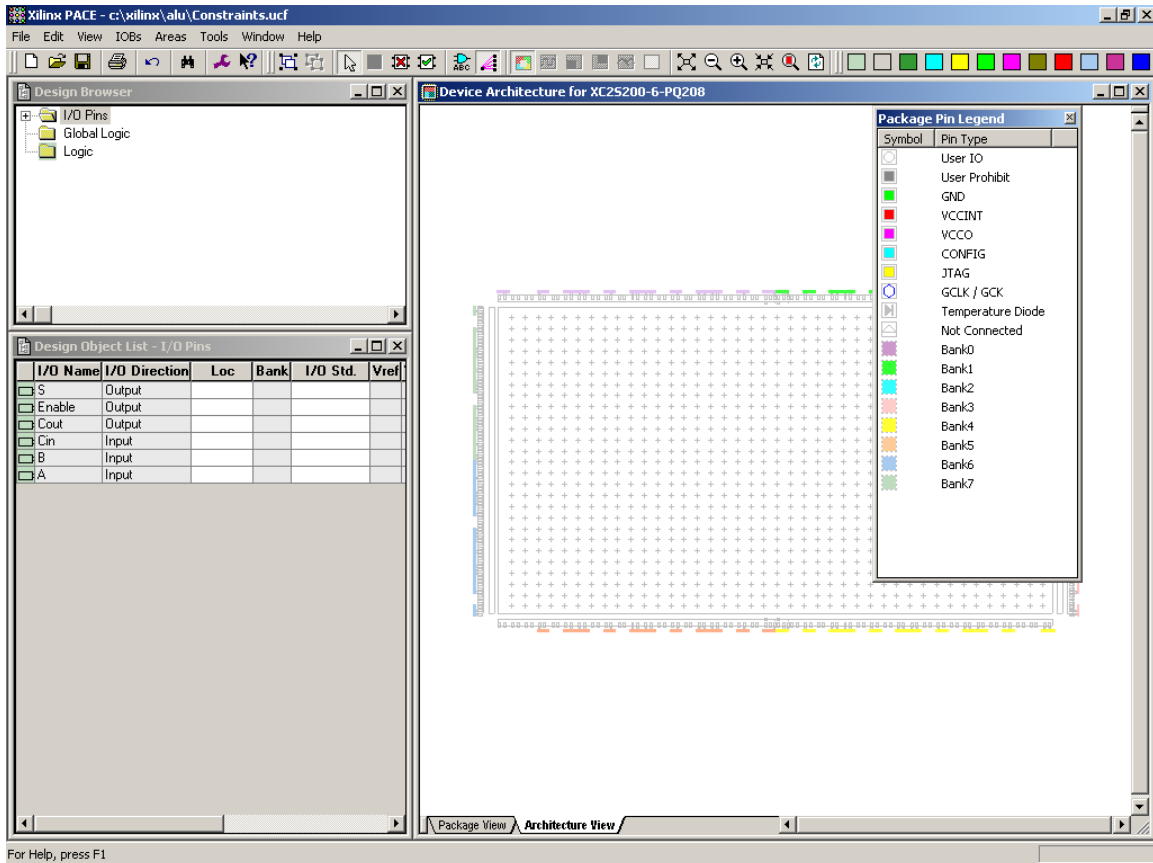 Xilinx PACE - c:\xilinx\alu\Constraints.ucf
File Edit View IOBs Areas Tools Window Help
ABC
Design Browser
I/O Pins
Global Logic
Logic
Design Object List - I/O Pins
I/O Name I/O Direction Loc Bank I/O Std. Vref
S Output
Enable Output
Cout Output
Cin Input
B Input
A Input
Device Architecture for XC2S200-6-PQ208
Package Pin Legend
Symbol Pin Type
User IO
User Prohibit
GND
VCCINT
VCCO
CONFIG
JTAG
GCLK / GCK
Temperature Diode
Not Connected
Bank0
Bank1
Bank2
Bank3
Bank4
Bank5
Bank6
Bank7
Package View Architecture View
For Help, press F1